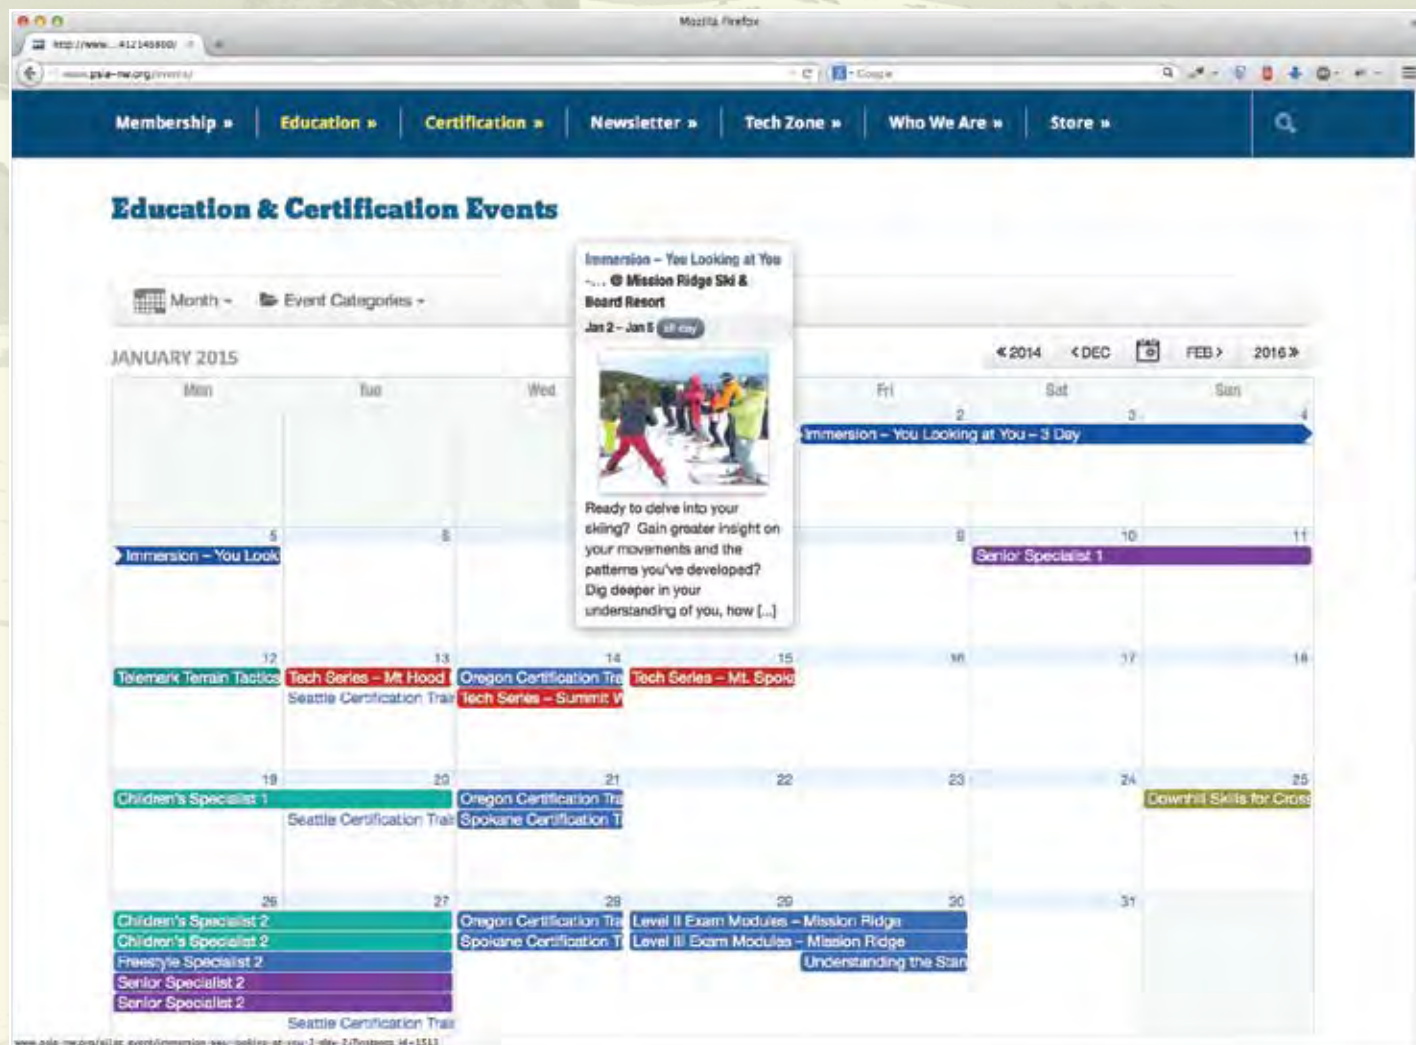 Mozilla Firefox
http://www....412146800/
www.psia-nw.org/events/
Google
Membership »
Education »
Certification »
Newsletter »
Tech Zone »
Who We Are »
Store »
Education & Certification Events
Immersion – You Looking at You
-... @ Mission Ridge Ski &
Board Resort
Jan 2 – Jan 5 all-day
Ready to delve into your
skiing? Gain greater insight on
your movements and the
patterns you've developed?
Dig deeper in your
understanding of you, how [...]
Month
Event Categories
JANUARY 2015
2014
DEC
FEB
2016
Mon
Tue
Wed
Fri
Sat
Sun
2
3
4
Immersion – You Looking at You – 3 Day
5
6
9
10
11
Immersion – You Look
Senior Specialist 1
12
13
14
15
16
17
18
Telemark Terrain Tactics
Tech Series – Mt Hood
Oregon Certification Tra
Tech Series – Mt. Spoka
Seattle Certification Trai
Tech Series – Summit W
19
20
21
22
23
24
25
Children's Specialist 1
Oregon Certification Tra
Downhill Skills for Cross
Seattle Certification Trai
Spokane Certification T
26
27
28
29
30
31
Children's Specialist 2
Oregon Certification Tra
Level II Exam Modules – Mission Ridge
Children's Specialist 2
Spokane Certification T
Level III Exam Modules – Mission Ridge
Freestyle Specialist 2
Understanding the Stan
Senior Specialist 2
Senior Specialist 2
Seattle Certification Trai